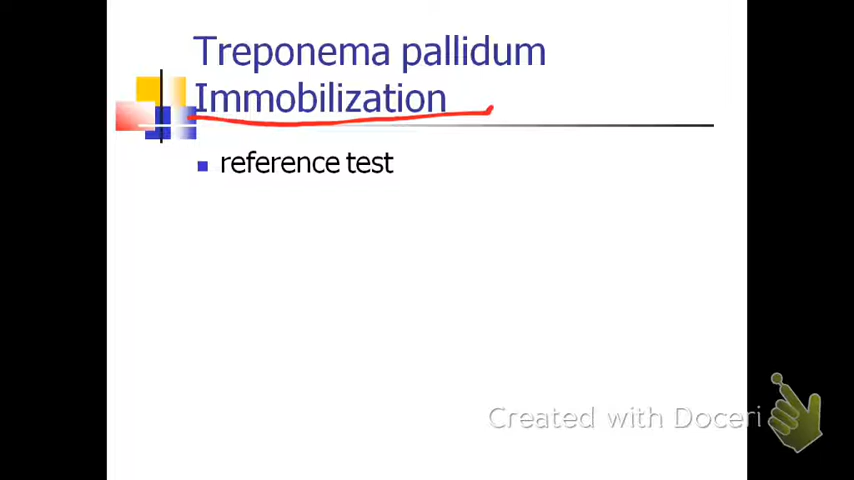 Treponema pallidum
Immobilization
reference test
Created with Doceri